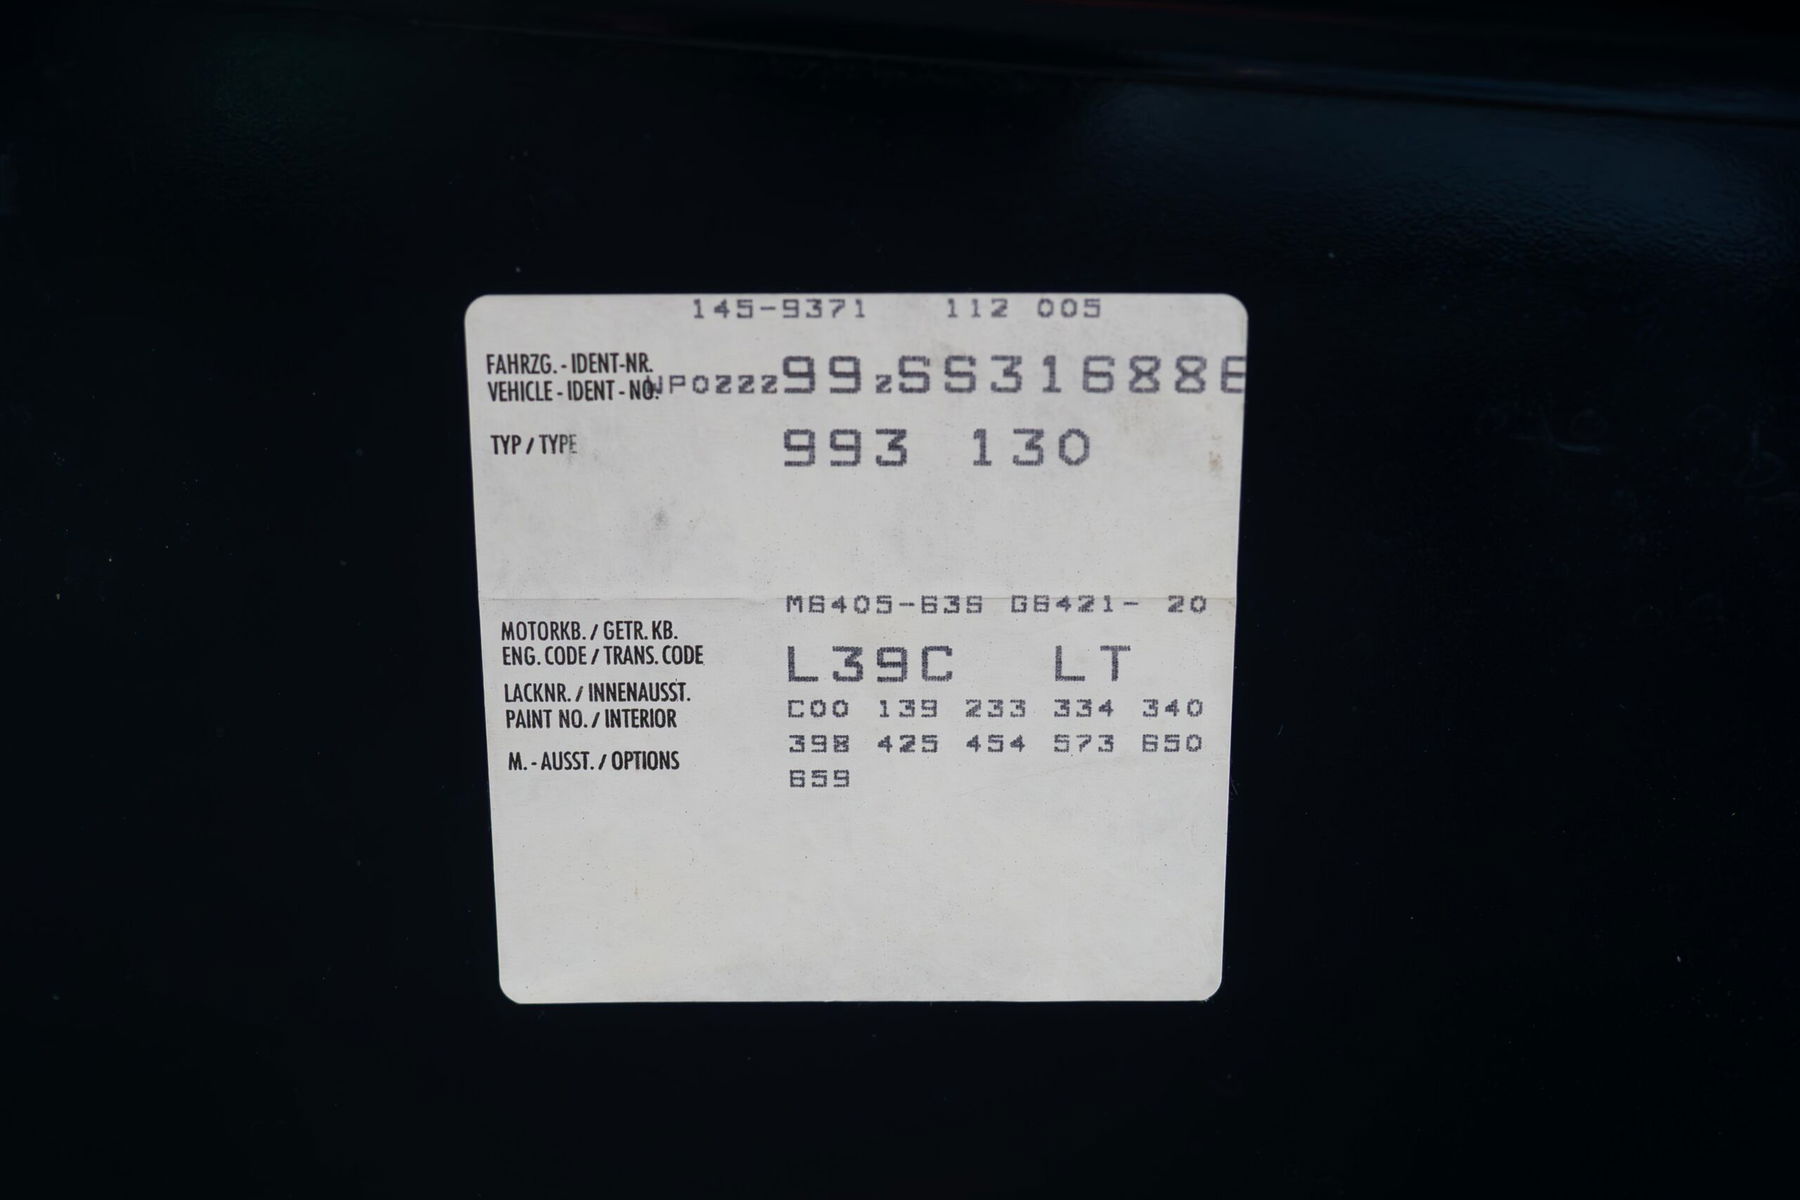 145-9371 112 005
FAHRZG. - IDENT-NR.
VEHICLE - IDENT - NO. WP0ZZZ99ZSS316886
TYP / TYPE 993 130
M6405-63S G6421- 20
MOTORKB. / GETR. KB.
ENG. CODE / TRANS. CODE L39C LT
LACKNR. / INNENAUSST.
PAINT NO. / INTERIOR C00 139 233 334 340
398 425 454 573 650
M. - AUSST. / OPTIONS
659